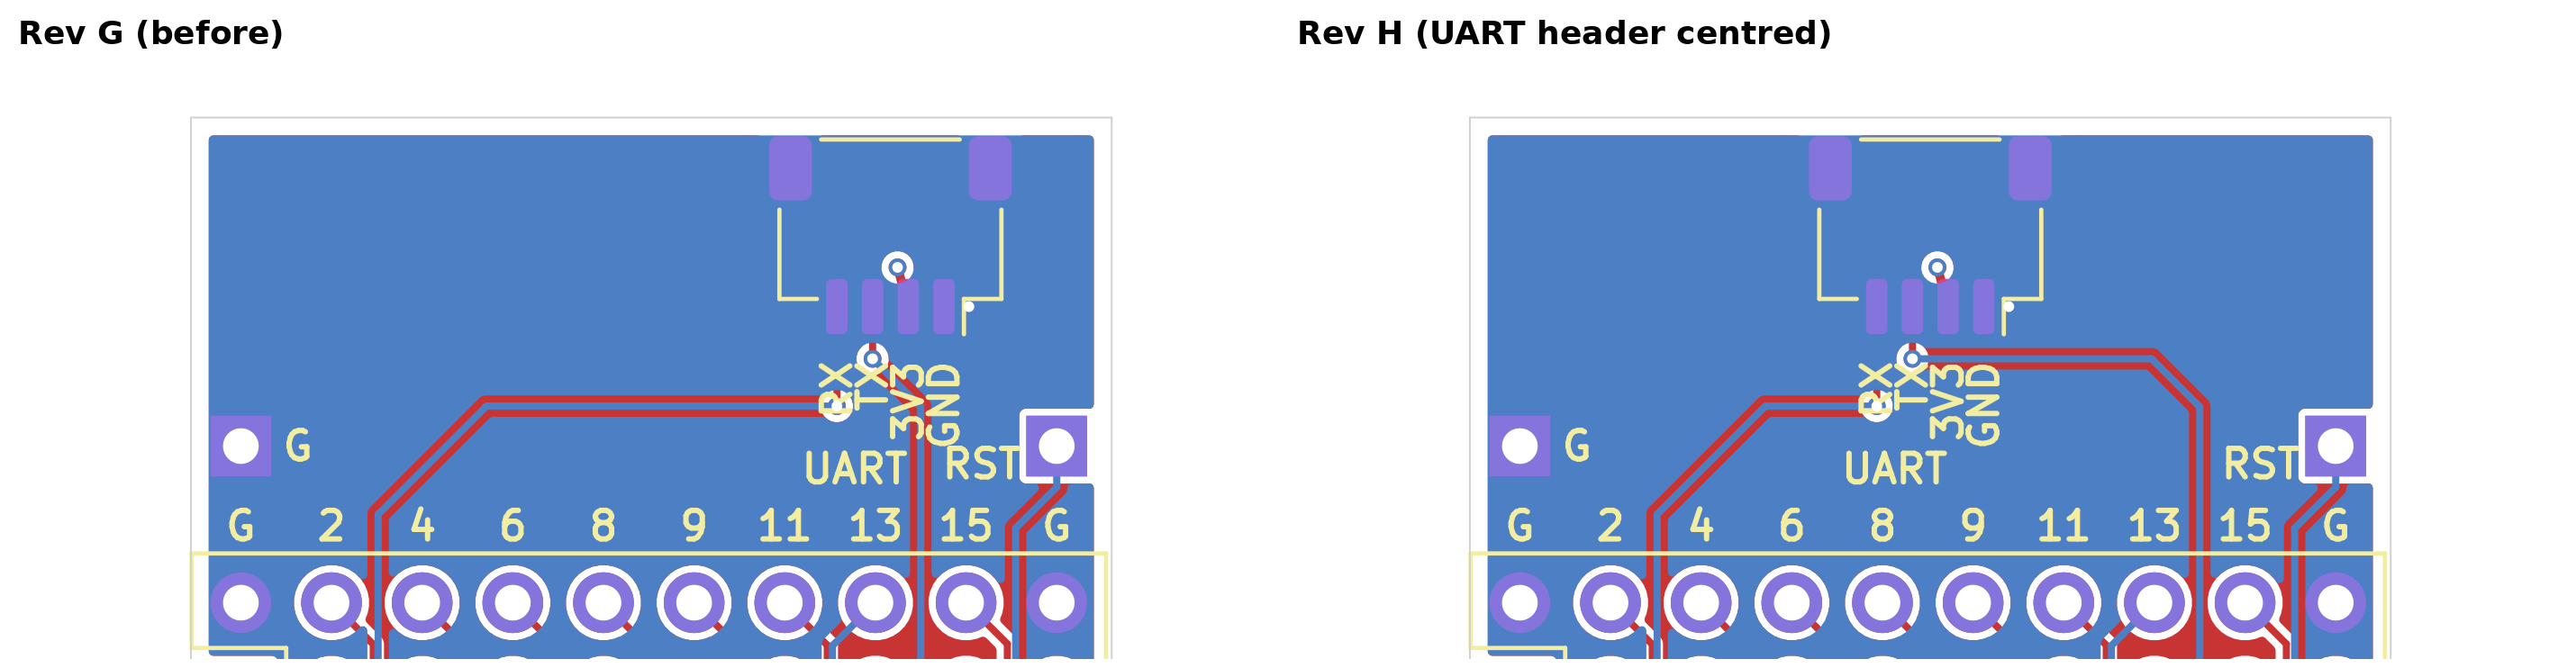 Rev G (before)
Rev H (UART header centred)
RX
TX
3V3
GND
G
UART
RST
G 2 4 6 8 9 11 13 15 G
RX
TX
3V3
GND
G
UART
RST
G 2 4 6 8 9 11 13 15 G